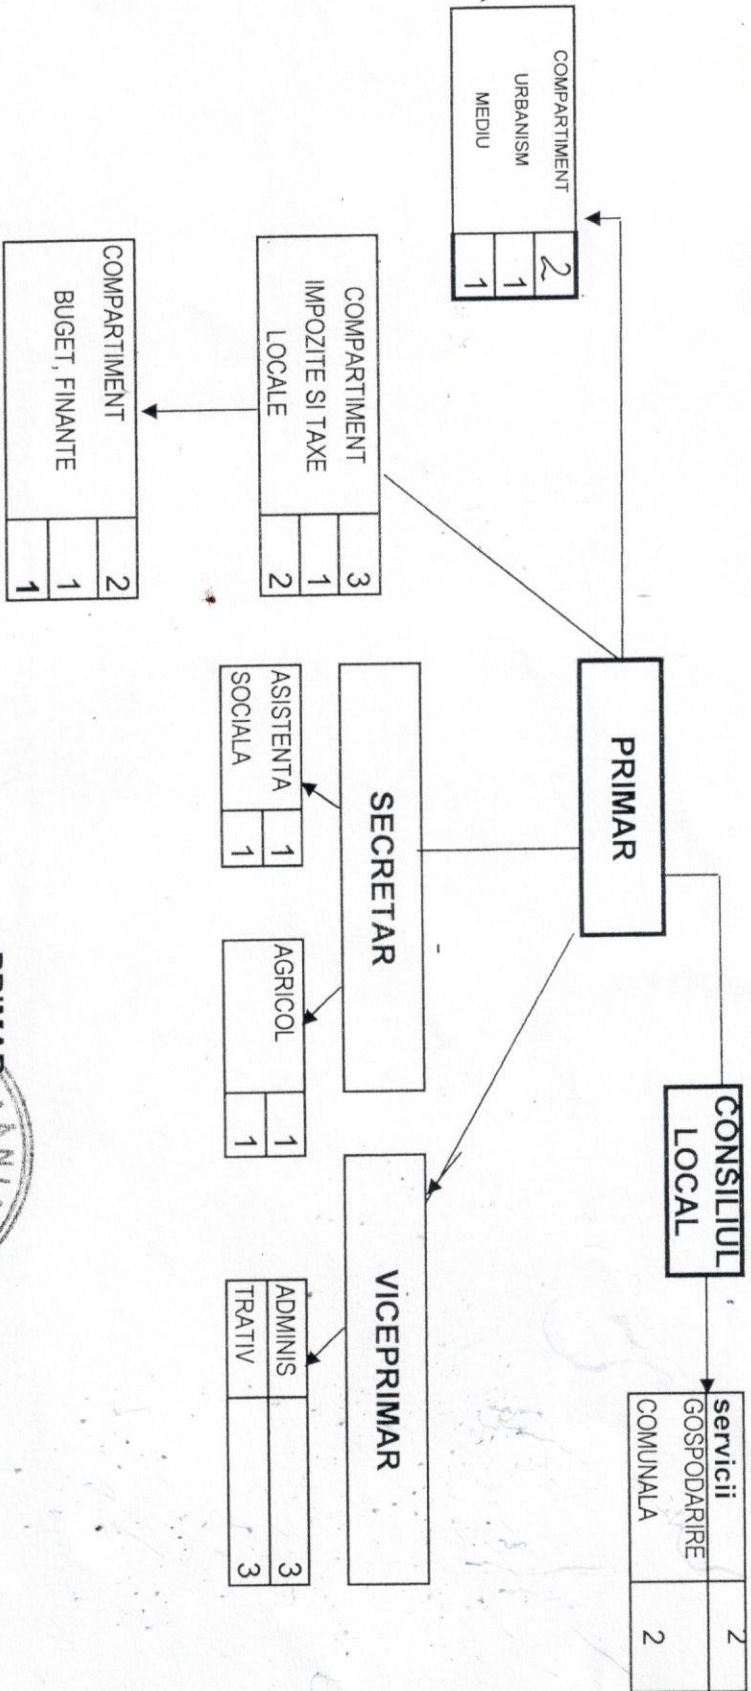 CONSILIUL
LOCAL
servicii
GOSPODARIRE
COMUNALA
2
2
PRIMAR
COMPARTIMENT
URBANISM
MEDIU
2
1
1
SECRETAR
VICEPRIMAR
COMPARTIMENT
IMPOZITE SI TAXE
LOCALE
3
1
2
ASISTENTA
SOCIALA
1
1
AGRICOL
1
1
ADMINIS
TRATIV
3
3
COMPARTIMENT
BUGET, FINANTE
2
1
1